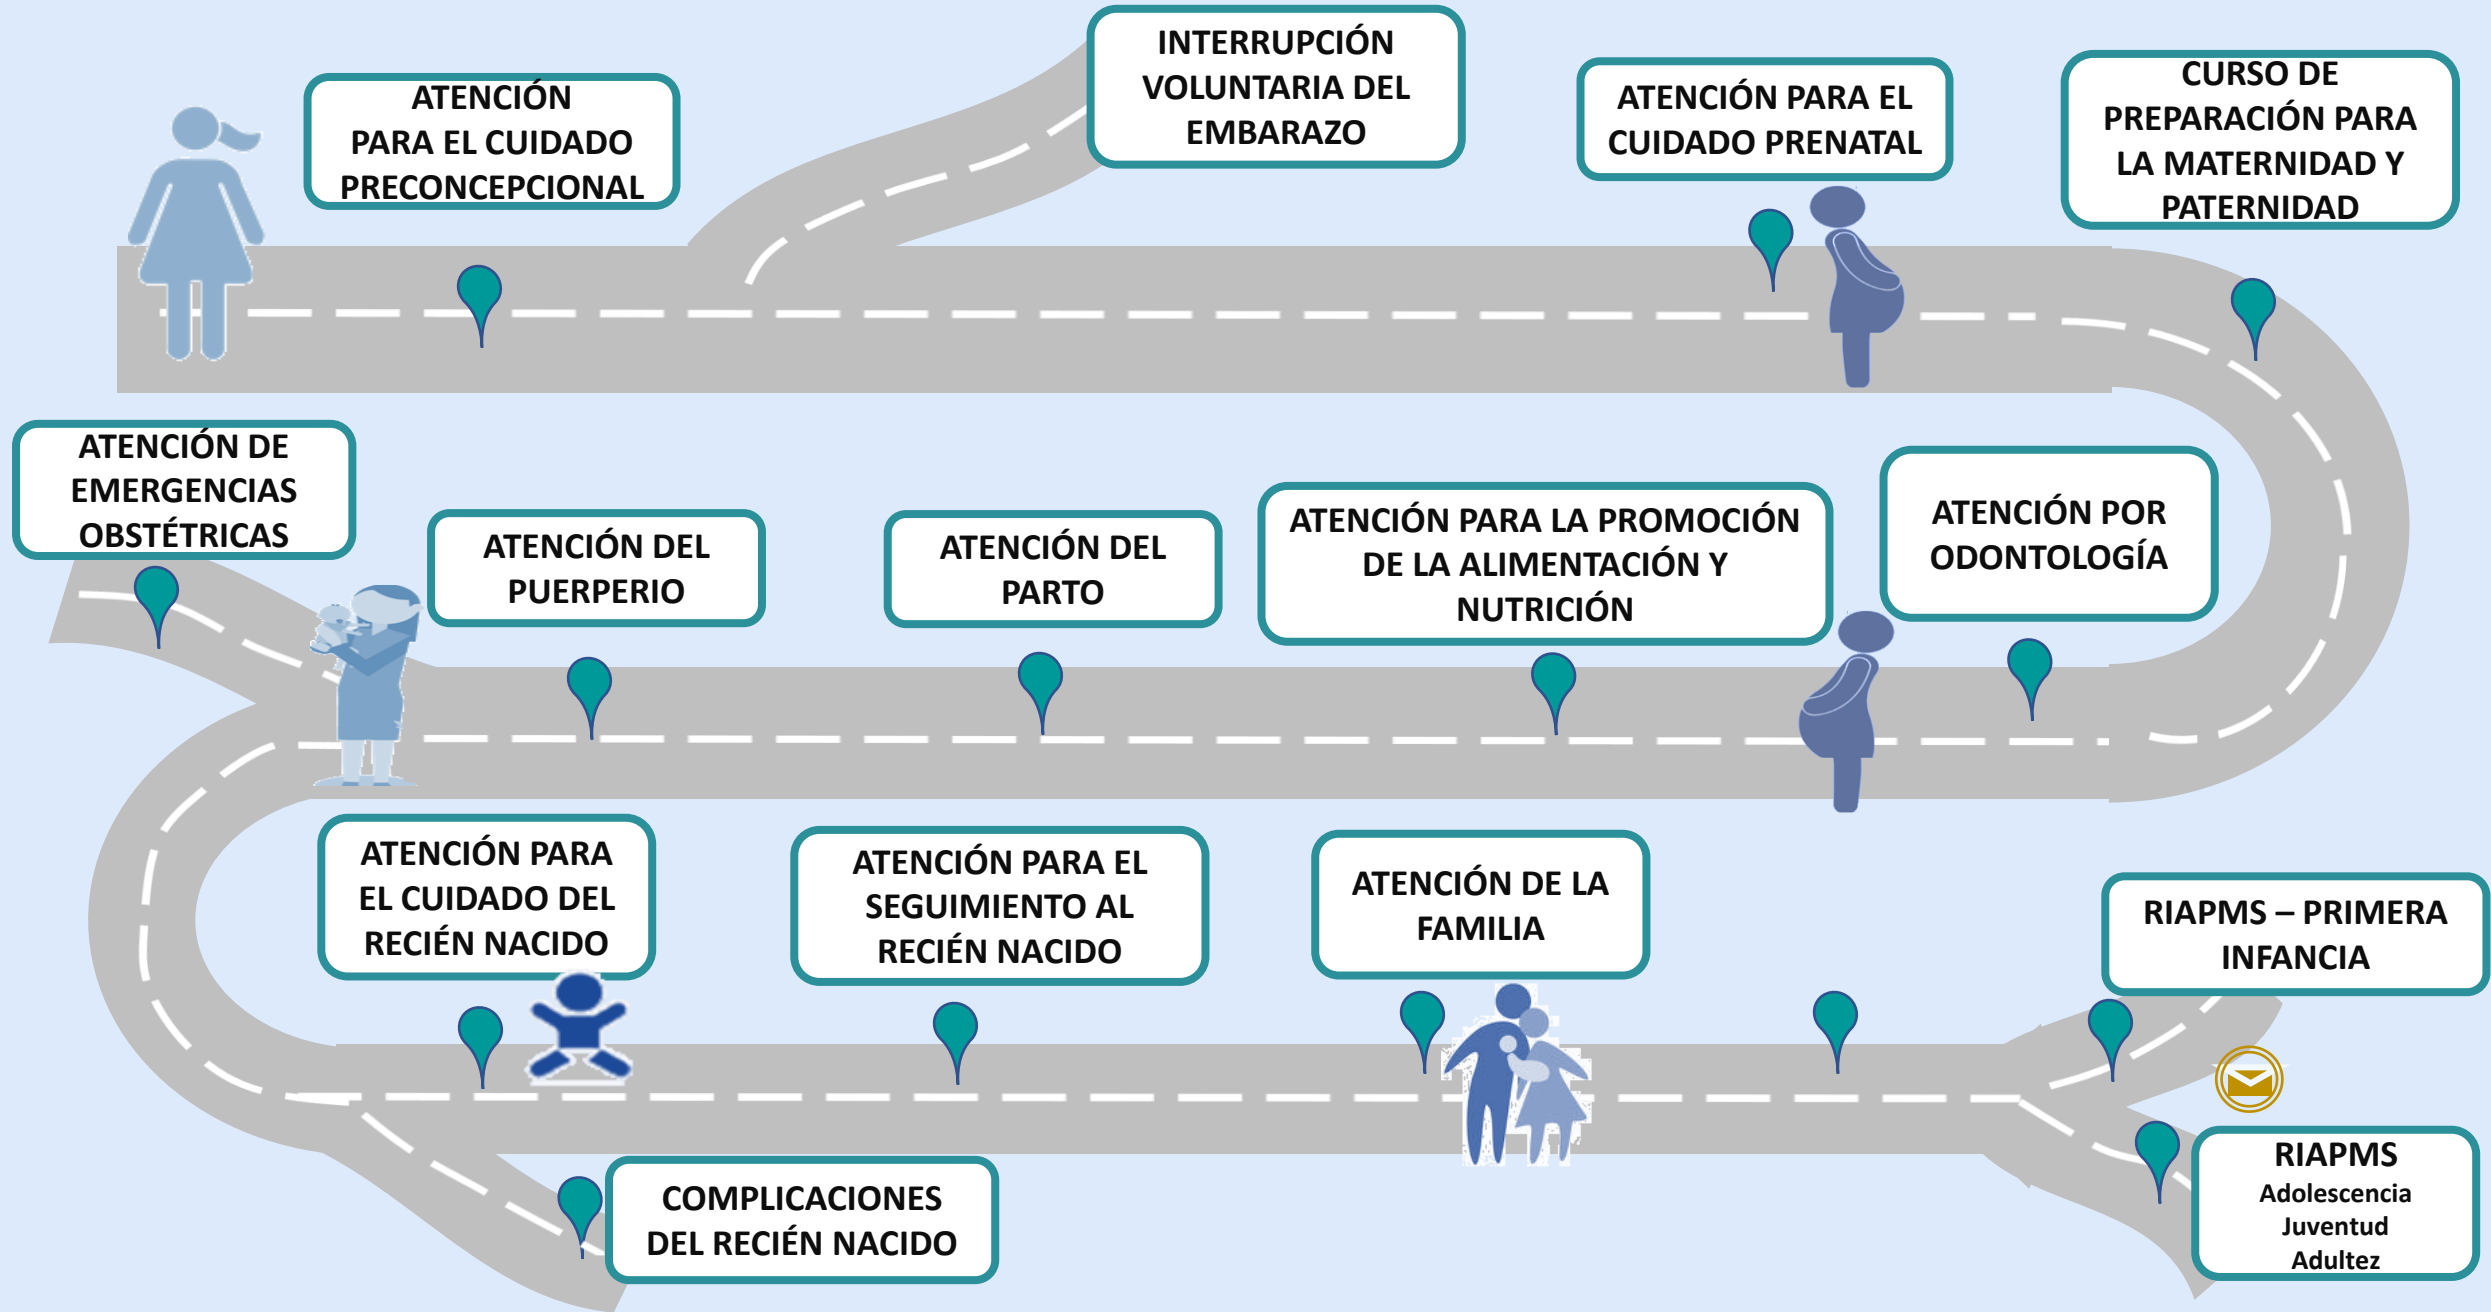 ATENCIÓN
PARA EL CUIDADO
PRECONCEPCIONAL
INTERRUPCIÓN
VOLUNTARIA DEL
EMBARAZO
ATENCIÓN PARA EL
CUIDADO PRENATAL
CURSO DE
PREPARACIÓN PARA
LA MATERNIDAD Y
PATERNIDAD
ATENCIÓN POR
ODONTOLOGÍA
ATENCIÓN PARA LA PROMOCIÓN
DE LA ALIMENTACIÓN Y
NUTRICIÓN
ATENCIÓN DEL
PARTO
ATENCIÓN DEL
PUERPERIO
ATENCIÓN DE
EMERGENCIAS
OBSTÉTRICAS
ATENCIÓN PARA
EL CUIDADO DEL
RECIÉN NACIDO
COMPLICACIONES
DEL RECIÉN NACIDO
ATENCIÓN PARA EL
SEGUIMIENTO AL
RECIÉN NACIDO
ATENCIÓN DE LA
FAMILIA
RIAPMS – PRIMERA
INFANCIA
RIAPMS
Adolescencia
Juventud
Adultez